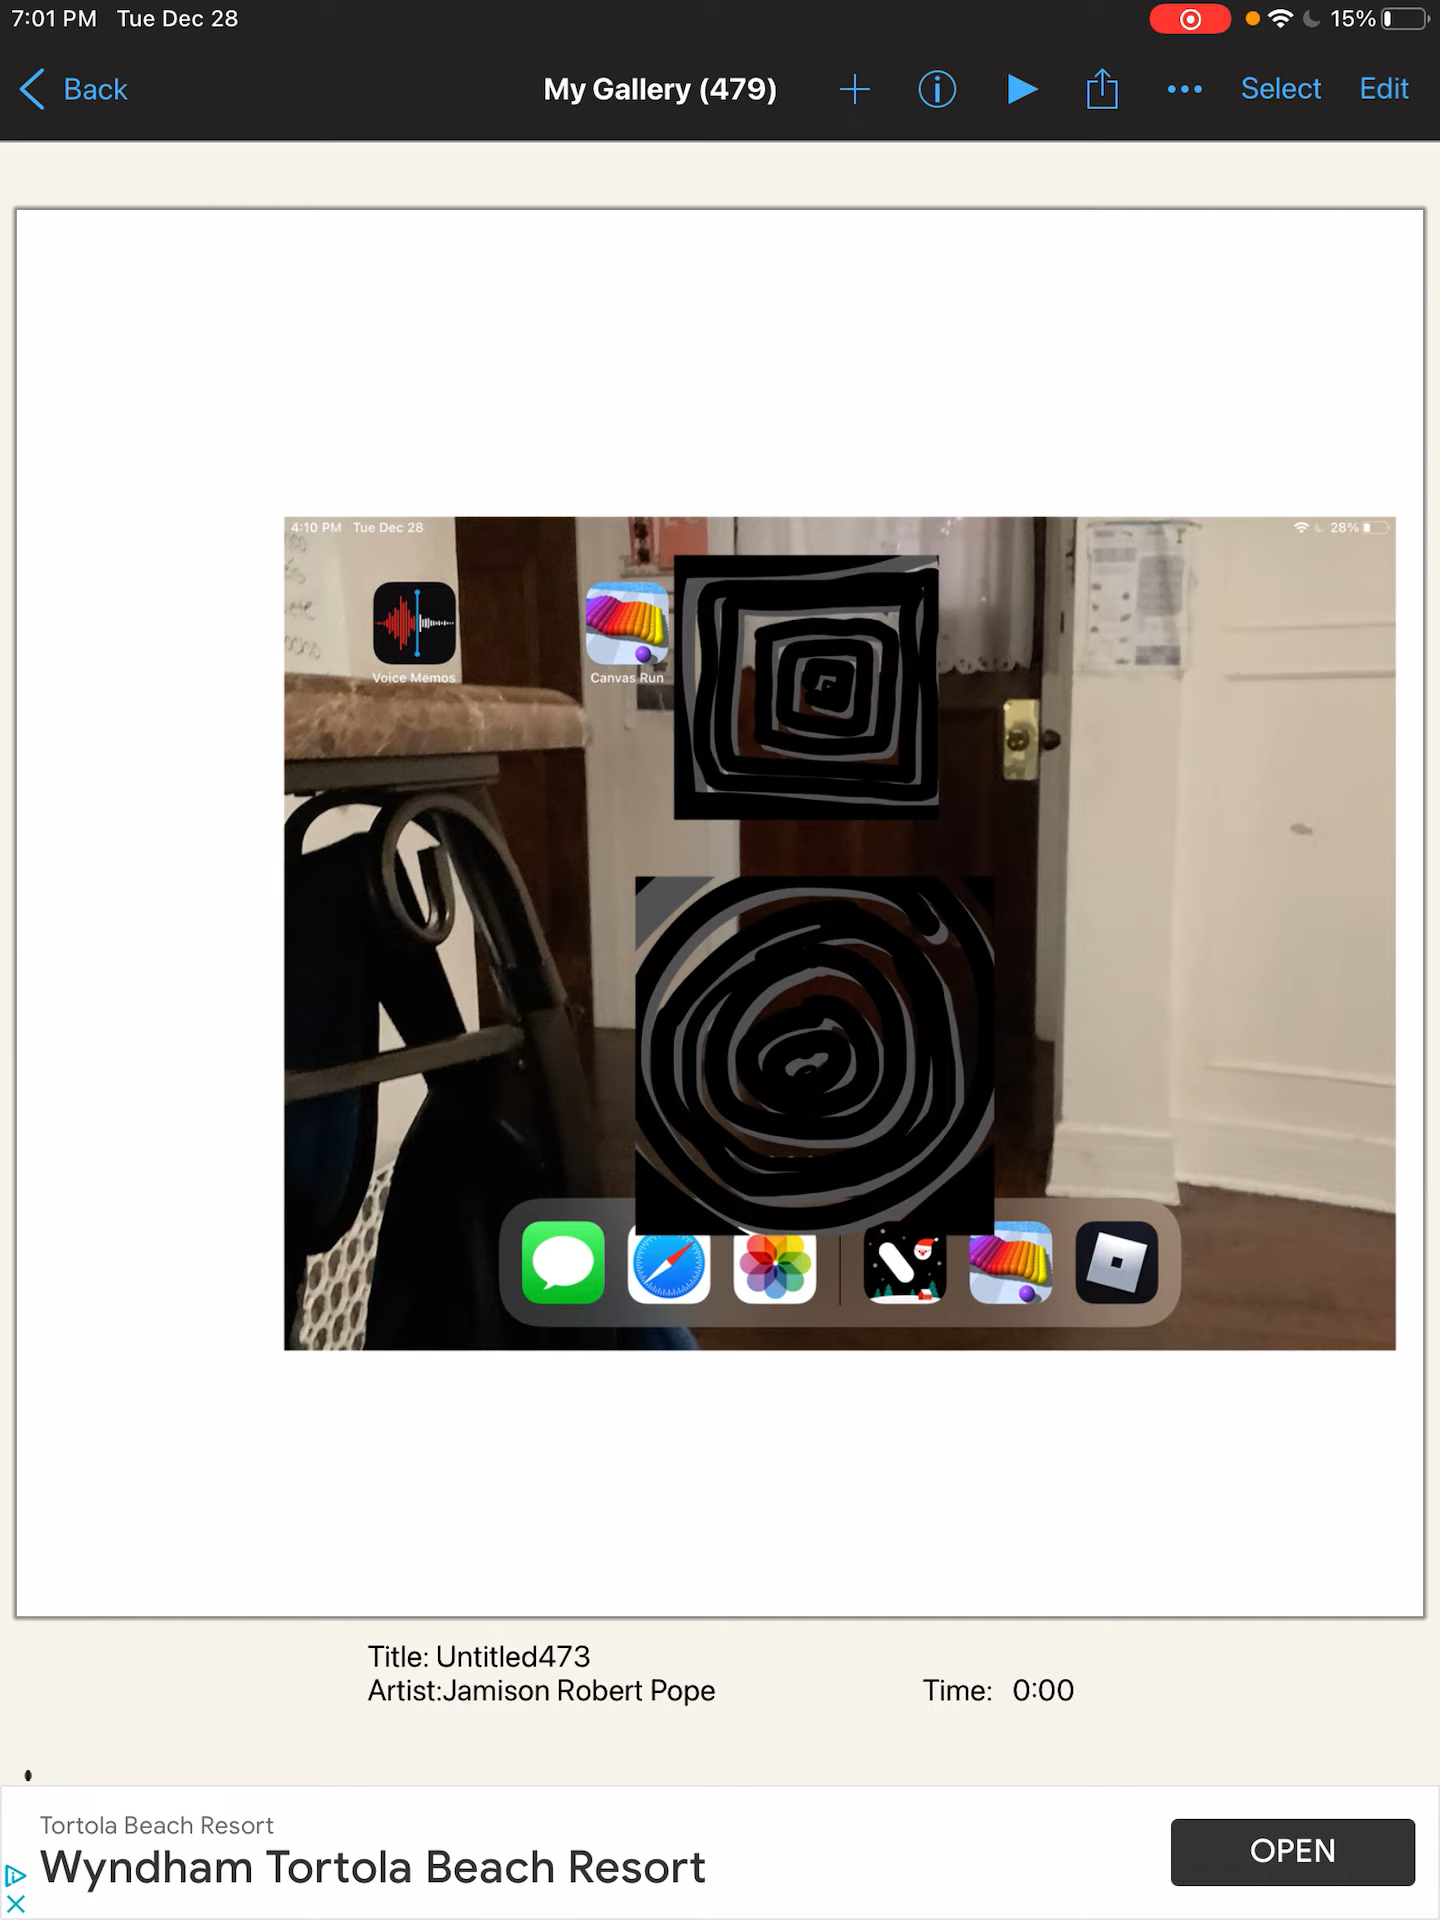 7:01 PM Tue Dec 28
15%
Back
My Gallery (479)
Select
Edit
4:10 PM Tue Dec 28
28%
Voice Memos
Canvas Run
Title: Untitled473
Artist:Jamison Robert Pope
Time: 0:00
Tortola Beach Resort
Wyndham Tortola Beach Resort
OPEN